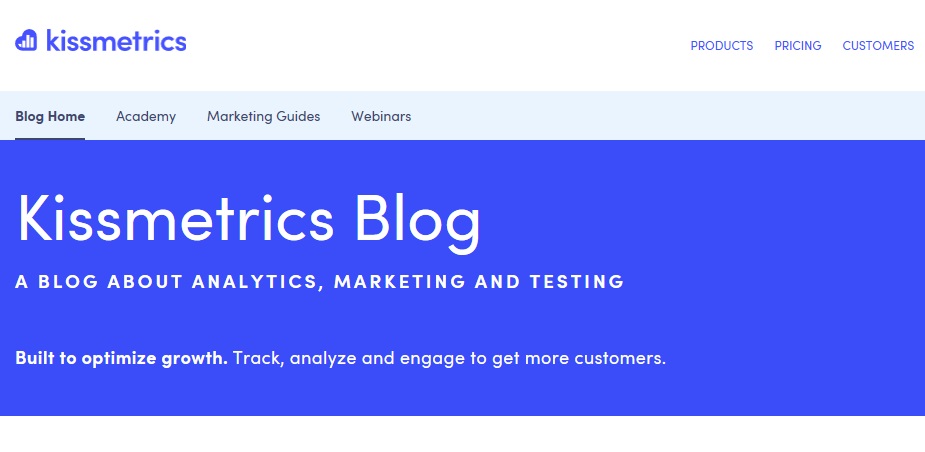 kissmetrics
PRODUCTS PRICING CUSTOMERS
Blog Home Academy Marketing Guides Webinars
Kissmetrics Blog
A BLOG ABOUT ANALYTICS, MARKETING AND TESTING
Built to optimize growth. Track, analyze and engage to get more customers.